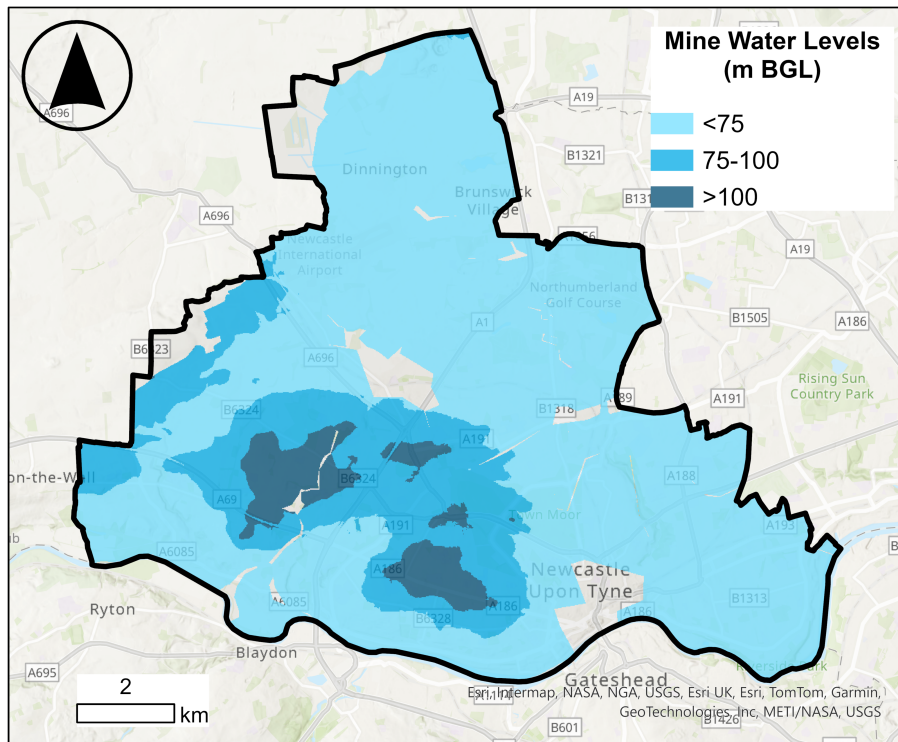 Mine Water Levels
(m BGL)
<75
75-100
>100
A19
A696
B1321
Dinnington
Brunswick
Village
A696
Newcastle
International
Airport
A19
Northumberland
Golf Course
B1505
A186
A1
B6323
A696
Rising Sun
Country Park
A191
B6324
B1318
A191
on-the-Wall
B6324
A188
A69
A191
Town Moor
A193
A6085
A186
Newcastle
Upon Tyne
Ryton
A6085
A186
A186
B1313
B6328
Blaydon
A695
Riverside Park
Gateshead
2
km
Esri, Intermap, NASA, NGA, USGS, Esri UK, Esri, TomTom, Garmin,
GeoTechnologies, Inc, METI/NASA, USGS
B601
B1426